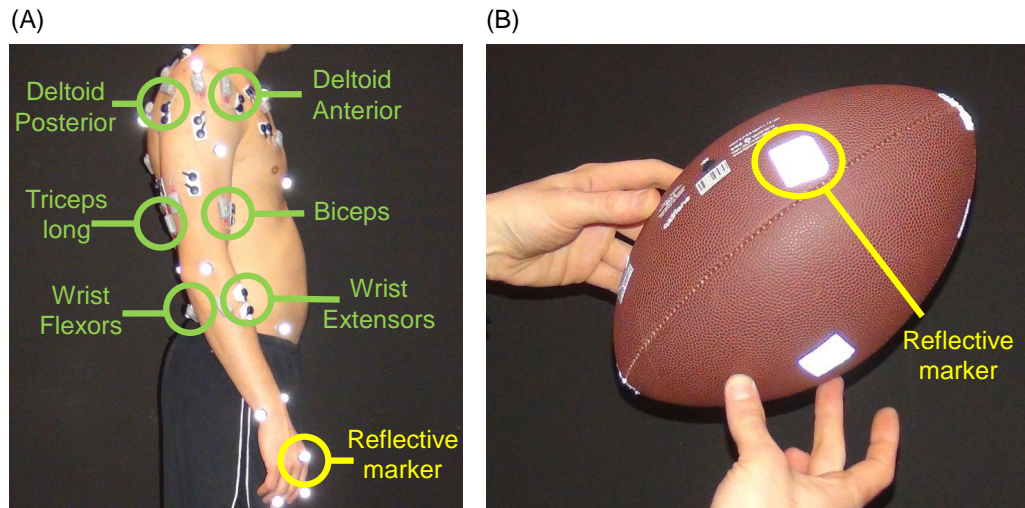 (A)
(B)
Deltoid
Posterior
Deltoid
Anterior
Triceps
long
Biceps
Wrist
Flexors
Wrist
Extensors
Reflective
marker
Reflective
marker